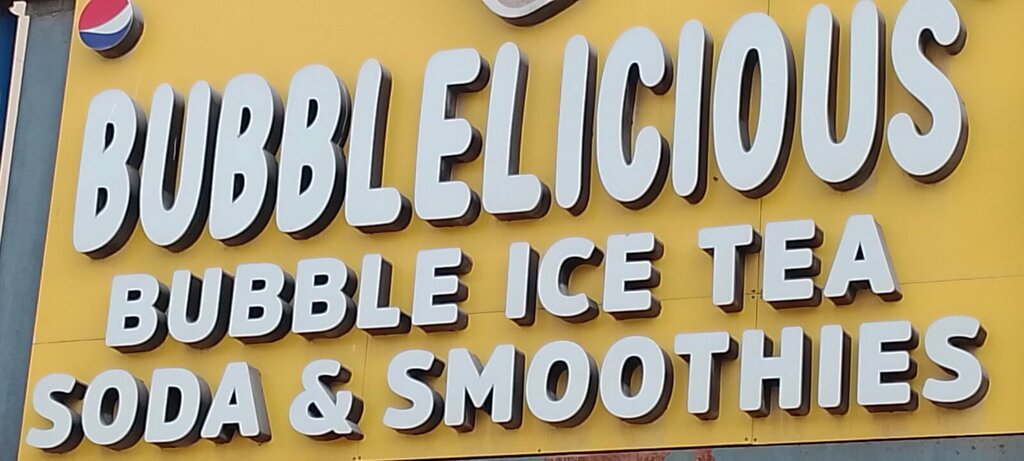 BUBBLELICIOUS
BUBBLE ICE TEA
SODA & SMOOTHIES